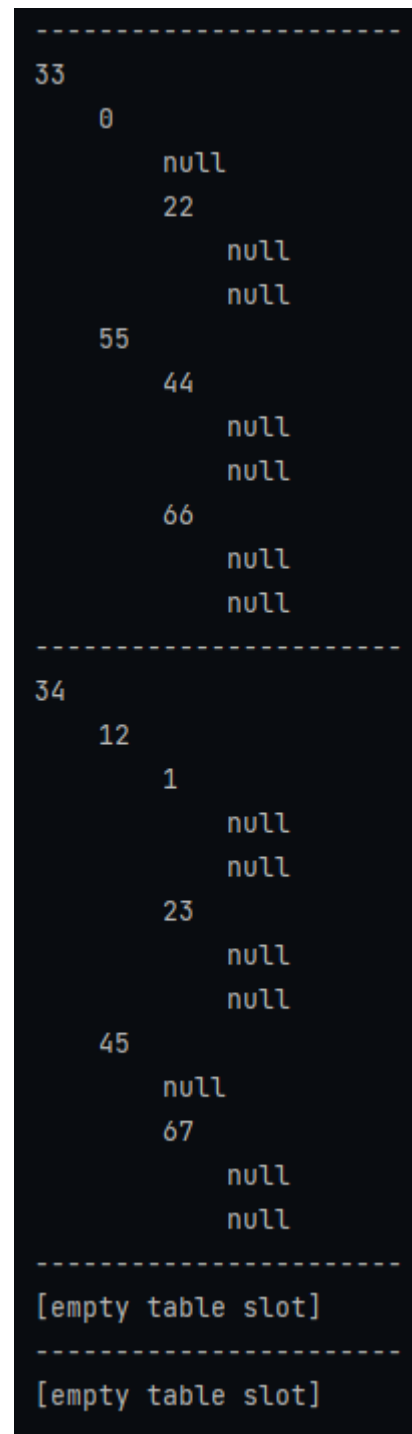 -----------------------
33
    0
        null
        22
            null
            null
    55
        44
            null
            null
        66
            null
            null
-----------------------
34
    12
        1
            null
            null
        23
            null
            null
    45
        null
        67
            null
            null
-----------------------
[empty table slot]
-----------------------
[empty table slot]